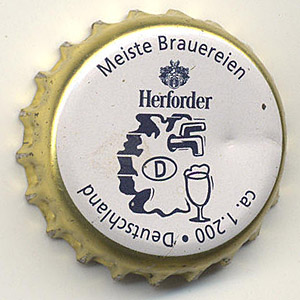 Meiste Brauereien
Herforder
D
ca. 1.200 • Deutschland